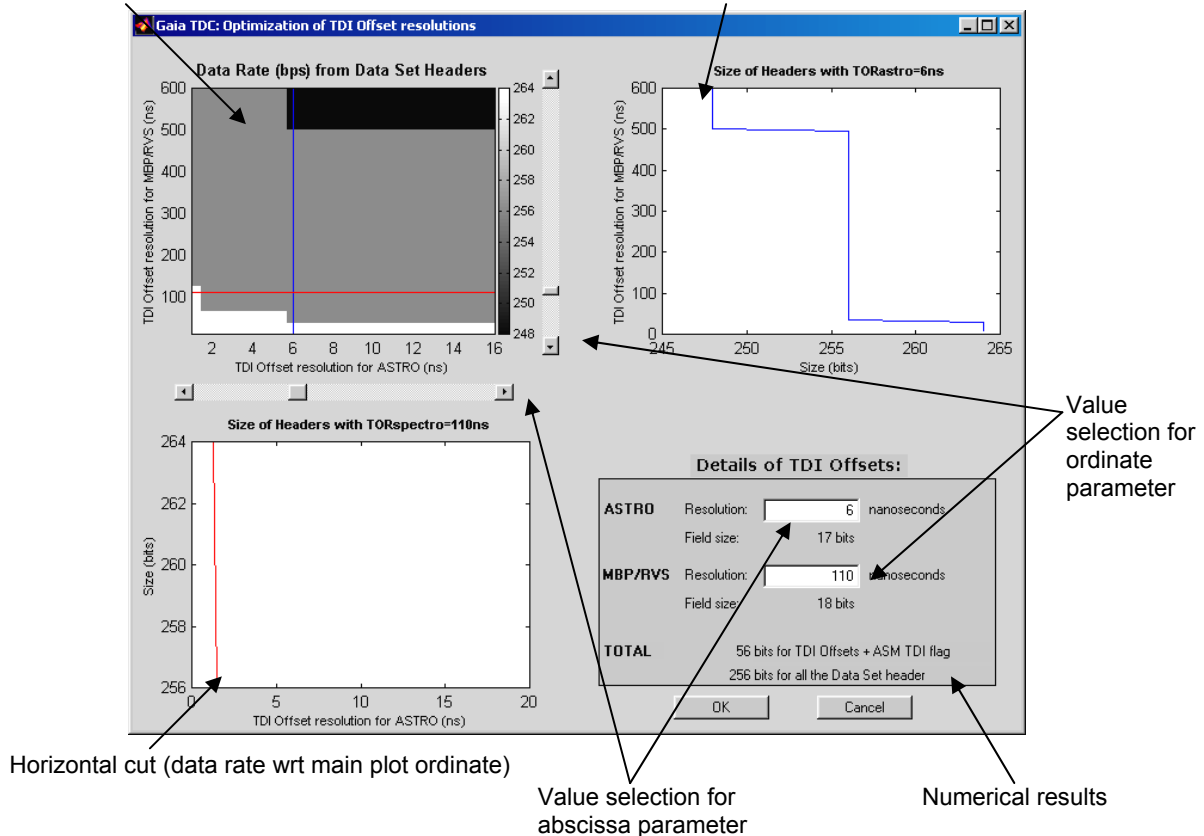 Gaia TDC: Optimization of TDI Offset resolutions
Data Rate (bps) from Data Set Headers
TDI Offset resolution for MBP/RVS (ns)
600
500
400
300
200
100
2 4 6 8 10 12 14 16
TDI Offset resolution for ASTRO (ns)
264
262
260
258
256
254
252
250
248
Size of Headers with TORastro=6ns
TDI Offset resolution for MBP/RVS (ns)
600
500
400
300
200
100
0
245 250 255 260 265
Size (bits)
Size of Headers with TORspectro=110ns
Size (bits)
264
262
260
258
256
0 5 10 15 20
TDI Offset resolution for ASTRO (ns)
Details of TDI Offsets:
ASTRO Resolution: 6 nanoseconds
Field size: 17 bits
MBP/RVS Resolution: 110 nanoseconds
Field size: 18 bits
TOTAL 56 bits for TDI Offsets + ASM TDI flag
256 bits for all the Data Set header
OK Cancel
Value
selection for
ordinate
parameter
Horizontal cut (data rate wrt main plot ordinate)
Value selection for
abscissa parameter
Numerical results